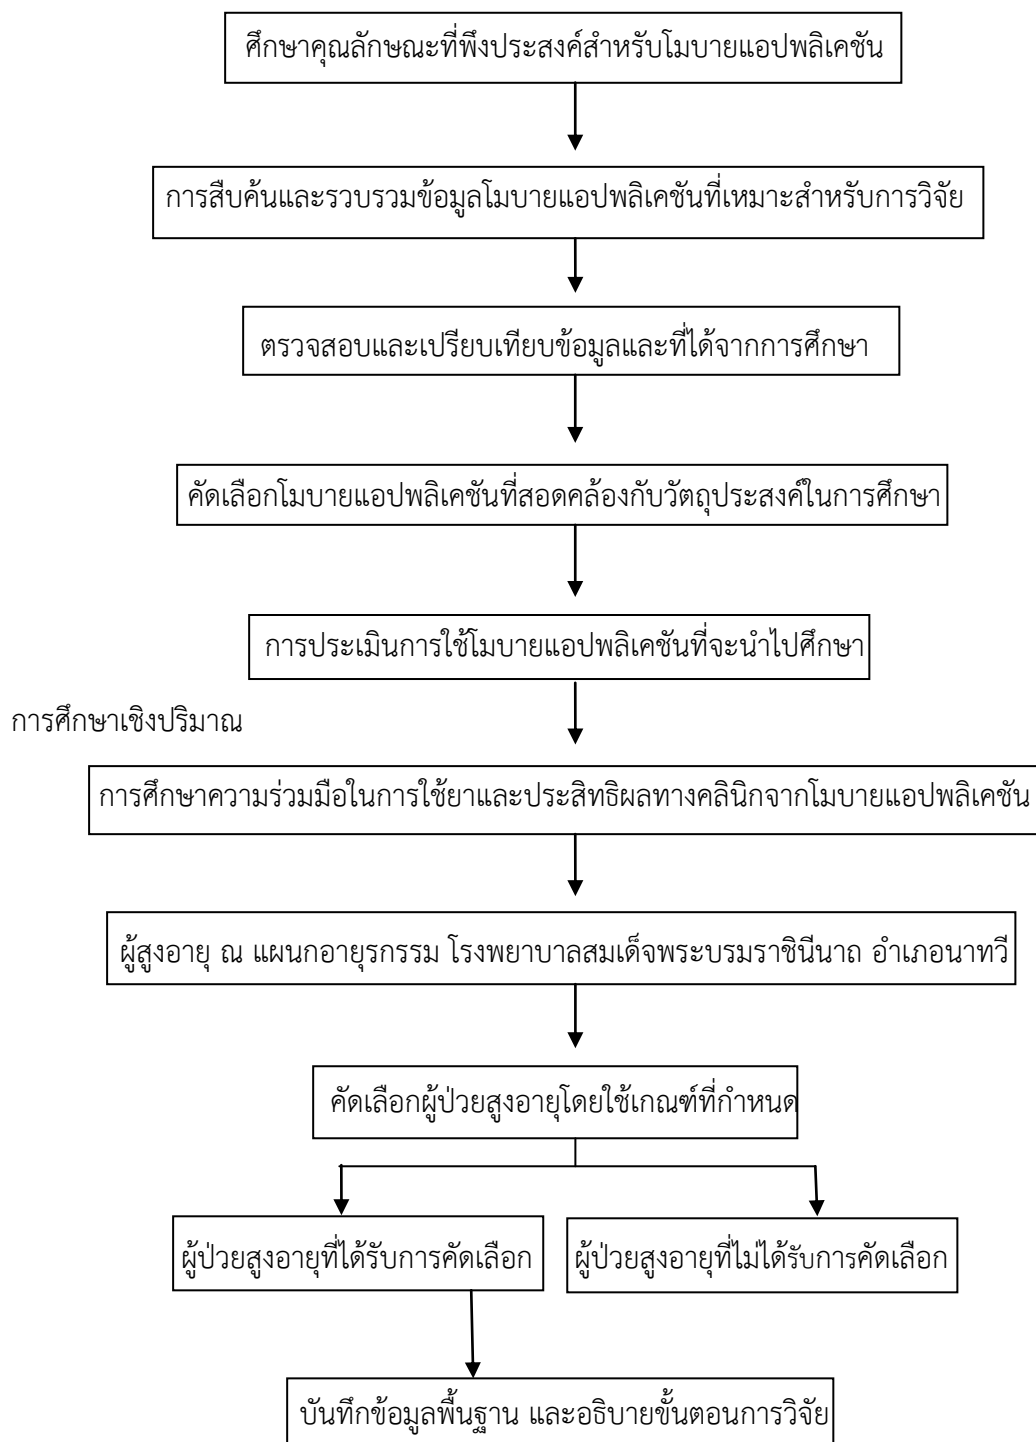 ศึกษาคุณลักษณะที่พึงประสงค์สำหรับโมบายแอปพลิเคชัน
การสืบค้นและรวบรวมข้อมูลโมบายแอปพลิเคชันที่เหมาะสำหรับการวิจัย
ตรวจสอบและเปรียบเทียบข้อมูลและที่ได้จากการศึกษา
คัดเลือกโมบายแอปพลิเคชันที่สอดคล้องกับวัตถุประสงค์ในการศึกษา
การประเมินการใช้โมบายแอปพลิเคชันที่จะนำไปศึกษา
การศึกษาเชิงปริมาณ
การศึกษาความร่วมมือในการใช้ยาและประสิทธิผลทางคลินิกจากโมบายแอปพลิเคชัน
ผู้สูงอายุ ณ แผนกอายุรกรรม โรงพยาบาลสมเด็จพระบรมราชินีนาถ อำเภอนาทวี
คัดเลือกผู้ป่วยสูงอายุโดยใช้เกณฑ์ที่กำหนด
ผู้ป่วยสูงอายุที่ได้รับการคัดเลือก
ผู้ป่วยสูงอายุที่ไม่ได้รับการคัดเลือก
บันทึกข้อมูลพื้นฐาน และอธิบายขั้นตอนการวิจัย